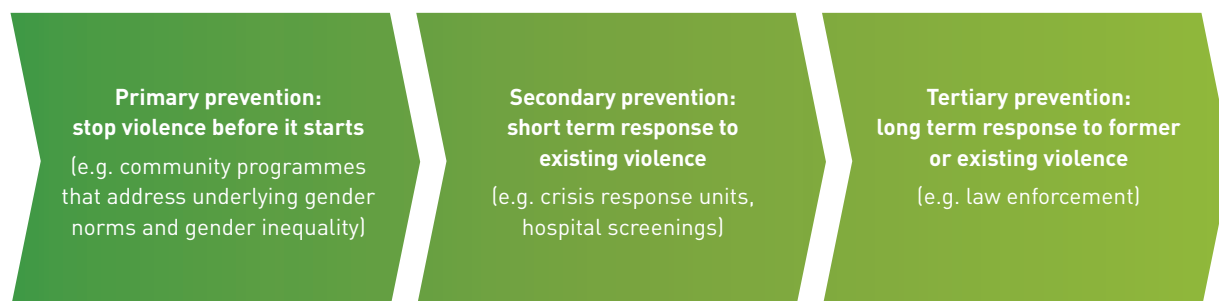 Primary prevention:
stop violence before it starts
(e.g. community programmes
that address underlying gender
norms and gender inequality)
Secondary prevention:
short term response to
existing violence
(e.g. crisis response units,
hospital screenings)
Tertiary prevention:
long term response to former
or existing violence
(e.g. law enforcement)